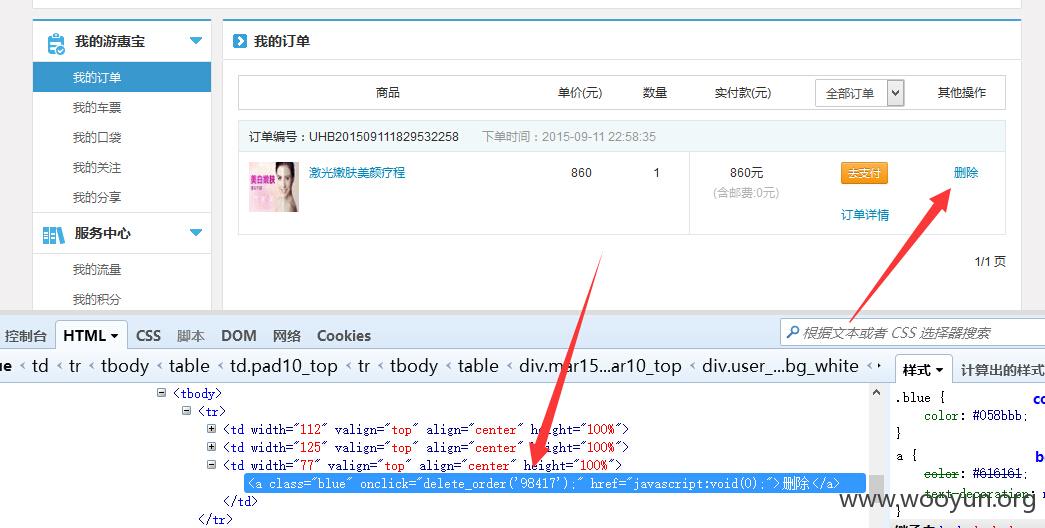 我的游惠宝
我的订单
我的车票
我的口袋
我的关注
我的分享
服务中心
我的流量
我的积分
我的订单
商品 单价(元) 数量 实付款(元) 全部订单 其他操作
订单编号：UHB201509111829532258 下单时间：2015-09-11 22:58:35
美白嫩肤
激光嫩肤美颜疗程 860 1 860元 去支付 删除
(含邮费:0元)
订单详情
1/1 页
控制台 HTML CSS 脚本 DOM 网络 Cookies 根据文本或者 CSS 选择器搜索
ue < td < tr < tbody < table < td.pad10_top < tr < tbody < table < div.mar15...ar10_top < div.user_...bg_white
样式 计算出的样式
<tbody>
<tr>
<td width="112" valign="top" align="center" height="100%">
<td width="125" valign="top" align="center" height="100%">
<td width="77" valign="top" align="center" height="100%">
<a class="blue" onclick="delete_order('98417');" href="javascript:void(0);">删除</a>
</td>
</tr>
.blue { co
color: #058bbb;
}
a { b
color: #616161;
text-decoration: n
}
www.wooyun.org